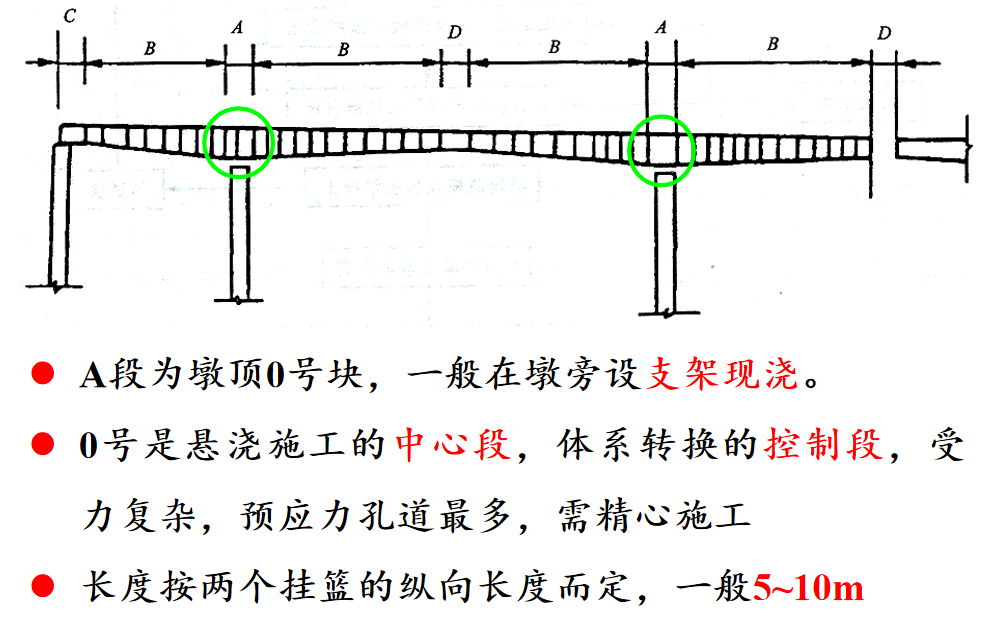 C
B
A
B
D
B
A
B
D
A段为墩顶0号块，一般在墩旁设支架现浇。
0号是悬浇施工的中心段，体系转换的控制段，受
力复杂，预应力孔道最多，需精心施工
长度按两个挂篮的纵向长度而定，一般5~10m